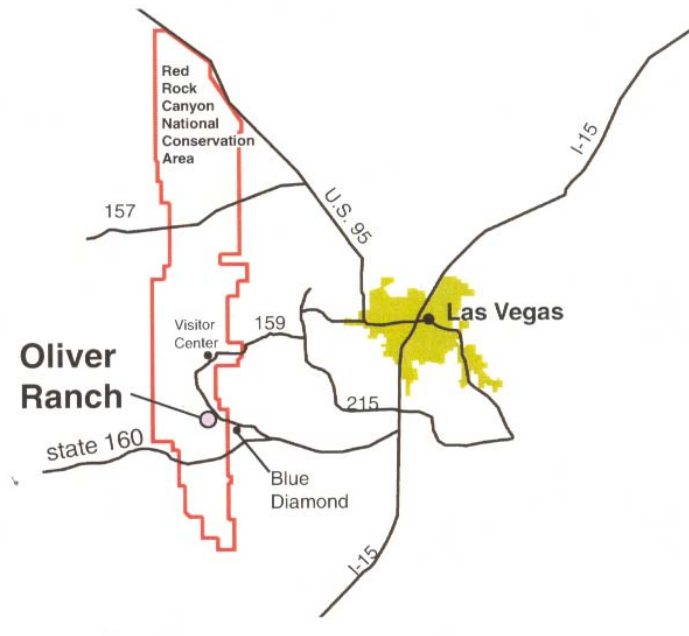 Red
Rock
Canyon
National
Conservation
Area
I-15
157
U.S. 95
Las Vegas
Visitor
Center
159
Oliver
Ranch
215
state 160
Blue
Diamond
I-15